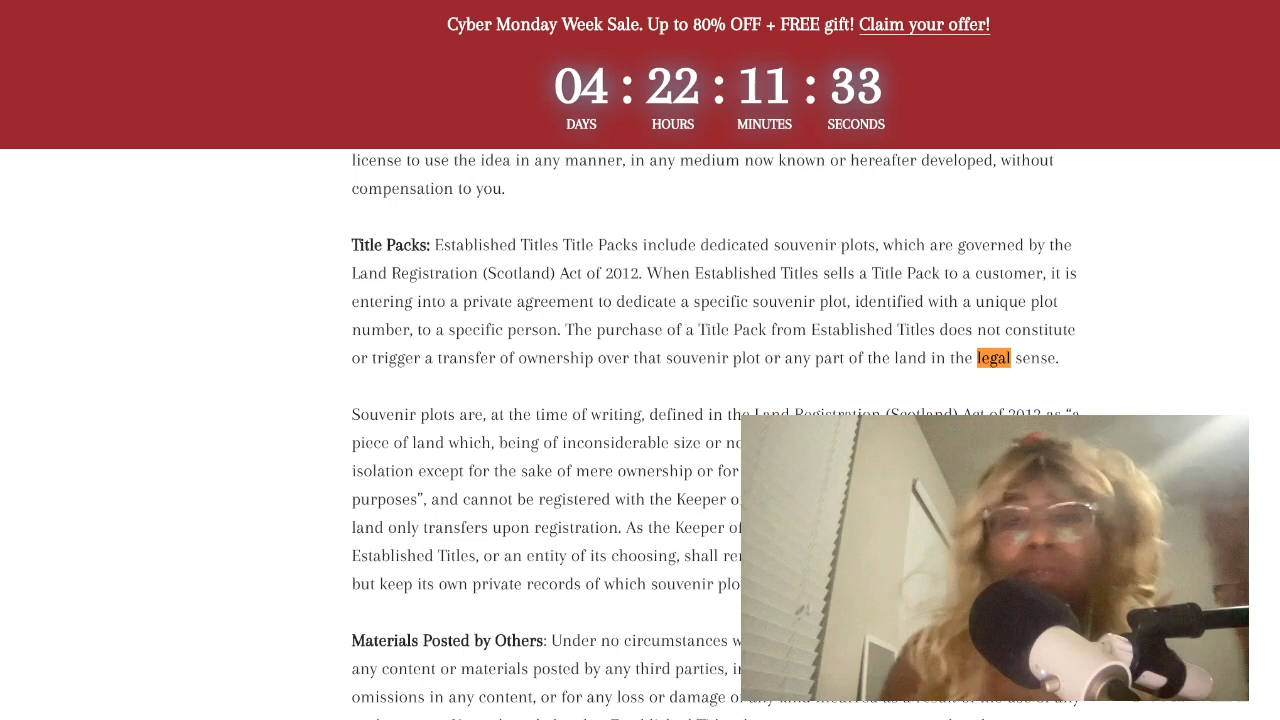 Cyber Monday Week Sale. Up to 80% OFF + FREE gift! Claim your offer!
04 : 22 : 11 : 33
DAYS HOURS MINUTES SECONDS
license to use the idea in any manner, in any medium now known or hereafter developed, without
compensation to you.
Title Packs: Established Titles Title Packs include dedicated souvenir plots, which are governed by the
Land Registration (Scotland) Act of 2012. When Established Titles sells a Title Pack to a customer, it is
entering into a private agreement to dedicate a specific souvenir plot, identified with a unique plot
number, to a specific person. The purchase of a Title Pack from Established Titles does not constitute
or trigger a transfer of ownership over that souvenir plot or any part of the land in the legal sense.
Souvenir plots are, at the time of writing, defined in the Land Registration (Scotland) Act of 2012 as “a
piece of land which, being of inconsiderable size or no
isolation except for the sake of mere ownership or for
purposes”, and cannot be registered with the Keeper o
land only transfers upon registration. As the Keeper of
Established Titles, or an entity of its choosing, shall
but keep its own private records of which souvenir
Materials Posted by Others: Under no circumstances
any content or materials posted by any third parties,
omissions in any content, or for any loss or damage of any kind incurred as a result of the use of any